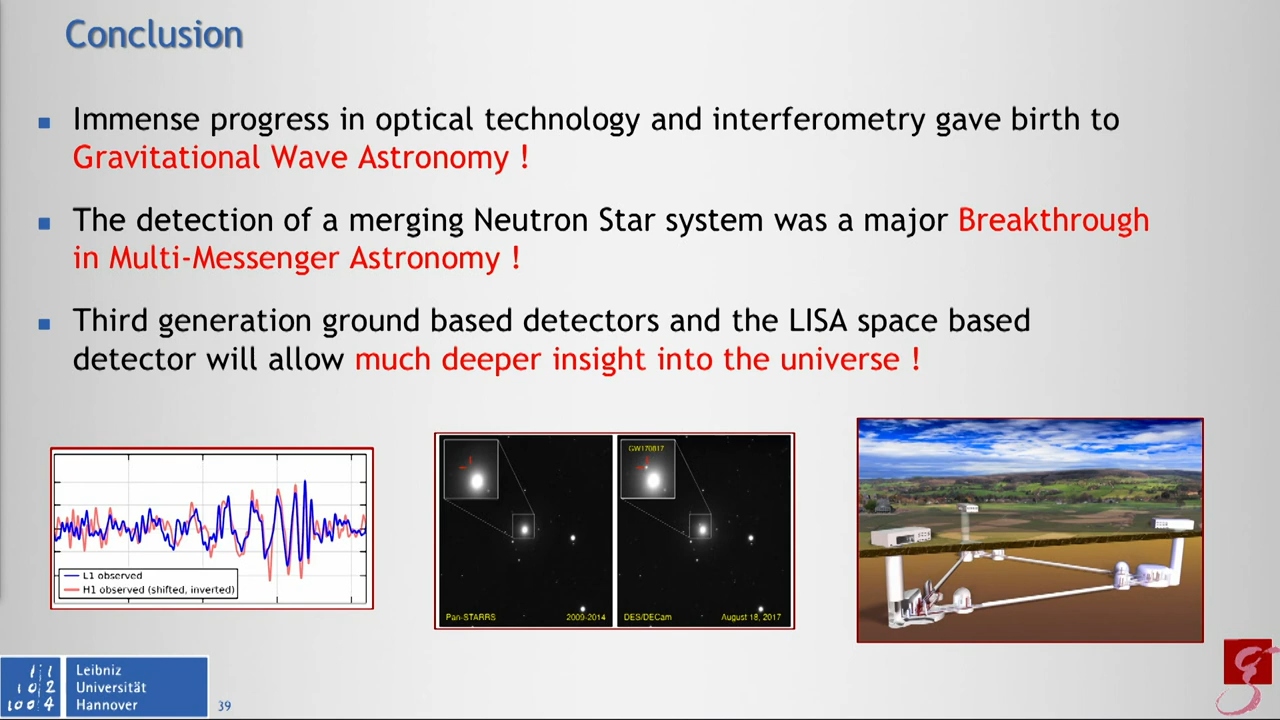 Conclusion
Immense progress in optical technology and interferometry gave birth to
Gravitational Wave Astronomy !
The detection of a merging Neutron Star system was a major Breakthrough
in Multi-Messenger Astronomy !
Third generation ground based detectors and the LISA space based
detector will allow much deeper insight into the universe !
L1 observed
H1 observed (shifted, inverted)
GW170817
Pan-STARRS 2009-2014
DES/DECam August 18, 2017
Leibniz
Universität
Hannover
39